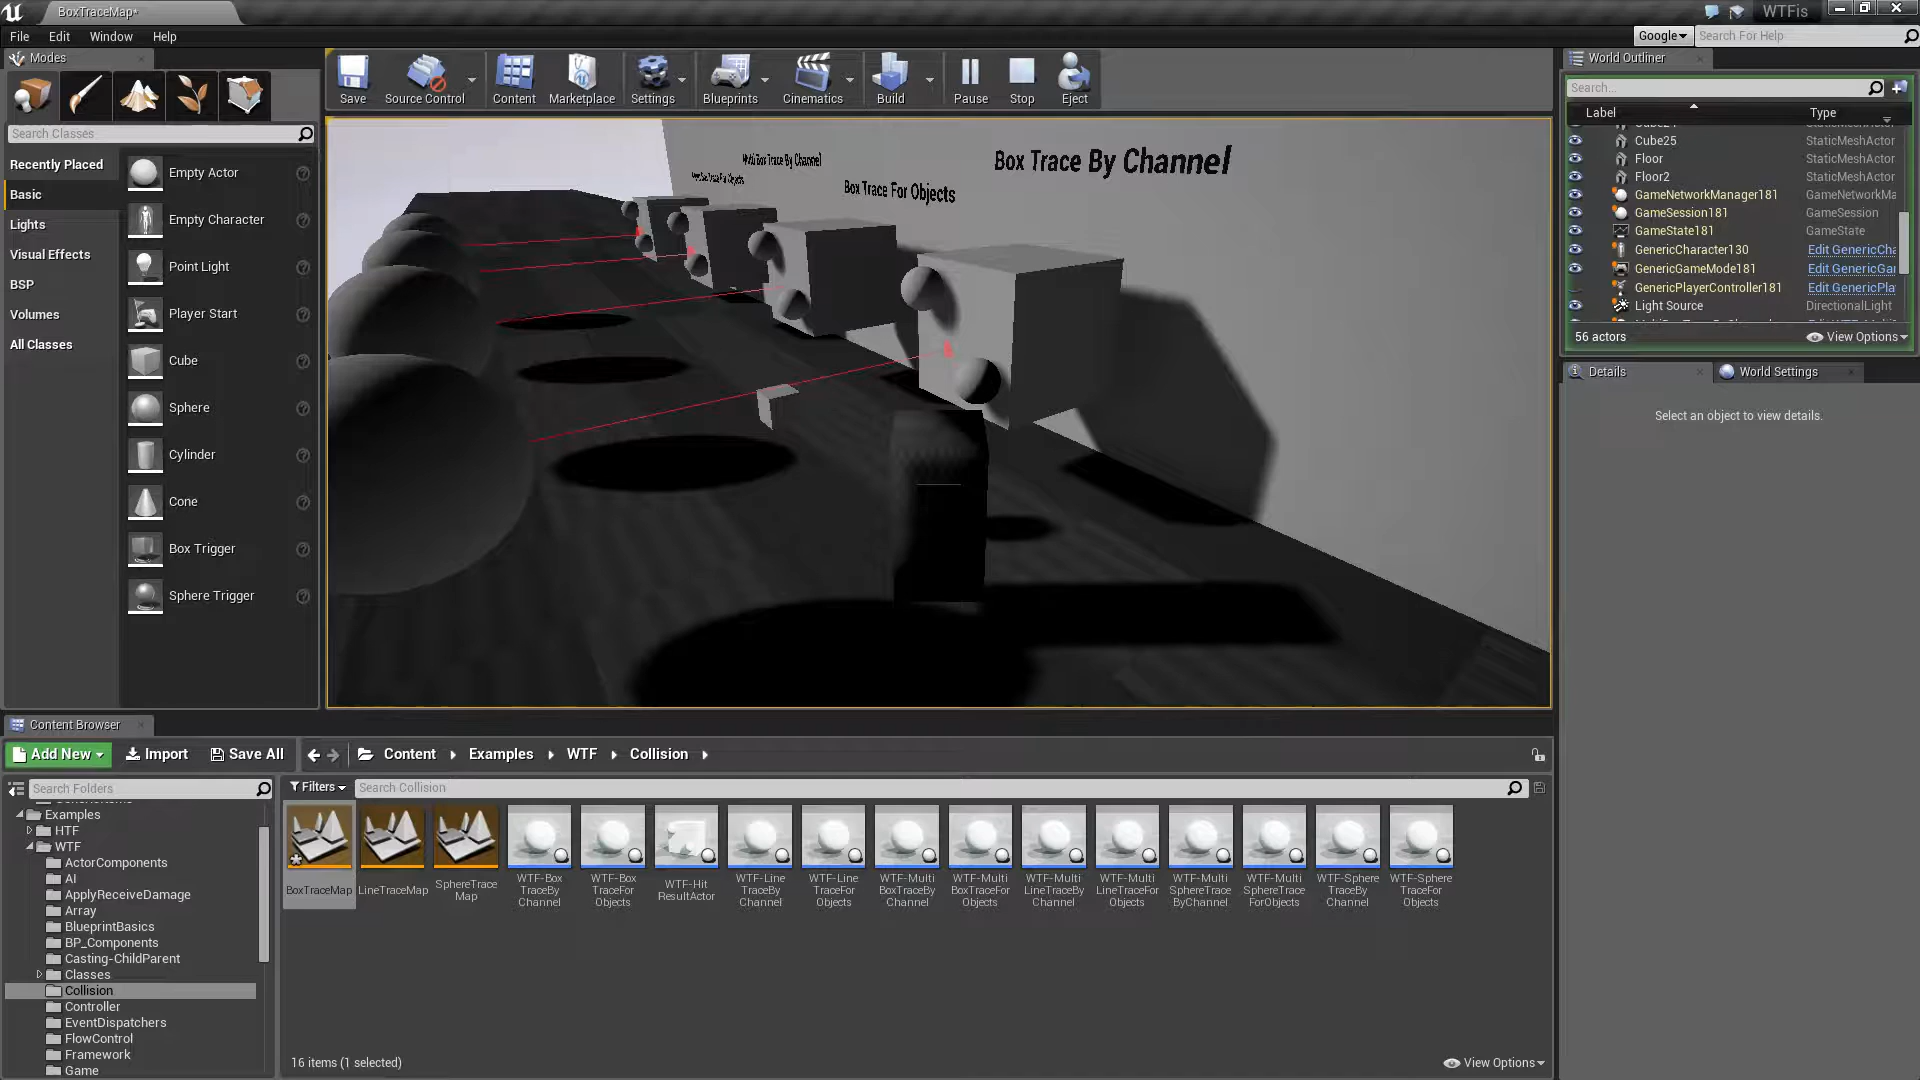 BoxTraceMap*
WTFis
File Edit Window Help
Google
Search For Help
Modes
Search Classes
Recently Placed
Basic
Lights
Visual Effects
BSP
Volumes
All Classes
Empty Actor
Empty Character
Point Light
Player Start
Cube
Sphere
Cylinder
Cone
Box Trigger
Sphere Trigger
Save Source Control Content Marketplace Settings Blueprints Cinematics Build Pause Stop Eject
Multi Box Trace By Channel
Box Trace For Objects
Box Trace By Channel
World Outliner
Search...
Label Type
Cube25 StaticMeshActor
Floor StaticMeshActor
Floor2 StaticMeshActor
GameNetworkManager181 GameNetworkMa
GameSession181 GameSession
GameState181 GameState
GenericCharacter130 Edit GenericCha
GenericGameMode181 Edit GenericGar
GenericPlayerController181 Edit GenericPla
Light Source DirectionalLight
56 actors View Options
Details World Settings
Select an object to view details.
Content Browser
Add New Import Save All Content Examples WTF Collision
Search Folders
Examples
HTF
WTF
ActorComponents
AI
ApplyReceiveDamage
Array
BlueprintBasics
BP_Components
Casting-ChildParent
Classes
Collision
Controller
EventDispatchers
FlowControl
Framework
Game
Filters Search Collision
BoxTraceMap
LineTraceMap
SphereTrace
Map
WTF-Box
TraceBy
Channel
WTF-Box
TraceFor
Objects
WTF-Hit
ResultActor
WTF-Line
TraceBy
Channel
WTF-Line
TraceFor
Objects
WTF-Multi
BoxTraceBy
Channel
WTF-Multi
BoxTraceFor
Objects
WTF-Multi
LineTraceBy
Channel
WTF-Multi
LineTraceFor
Objects
WTF-Multi
SphereTrace
ByChannel
WTF-Multi
SphereTrace
ForObjects
WTF-Sphere
TraceBy
Channel
WTF-Sphere
TraceFor
Objects
16 items (1 selected)
View Options